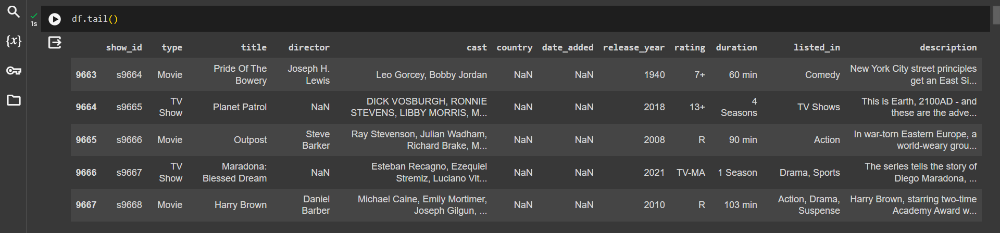 df.tail()
1s
{x}
show_id type title director cast country date_added release_year rating duration listed_in description
9663 s9664 Movie Pride Of The Bowery Joseph H. Lewis Leo Gorcey, Bobby Jordan NaN NaN 1940 7+ 60 min Comedy New York City street principles get an East Si...
9664 s9665 TV Show Planet Patrol NaN DICK VOSBURGH, RONNIE STEVENS, LIBBY MORRIS, M... NaN NaN 2018 13+ 4 Seasons TV Shows This is Earth, 2100AD - and these are the adve...
9665 s9666 Movie Outpost Steve Barker Ray Stevenson, Julian Wadham, Richard Brake, M... NaN NaN 2008 R 90 min Action In war-torn Eastern Europe, a world-weary grou...
9666 s9667 TV Show Maradona: Blessed Dream NaN Esteban Recagno, Ezequiel Stremiz, Luciano Vit... NaN NaN 2021 TV-MA 1 Season Drama, Sports The series tells the story of Diego Maradona, ...
9667 s9668 Movie Harry Brown Daniel Barber Michael Caine, Emily Mortimer, Joseph Gilgun, ... NaN NaN 2010 R 103 min Action, Drama, Suspense Harry Brown, starring two-time Academy Award w...